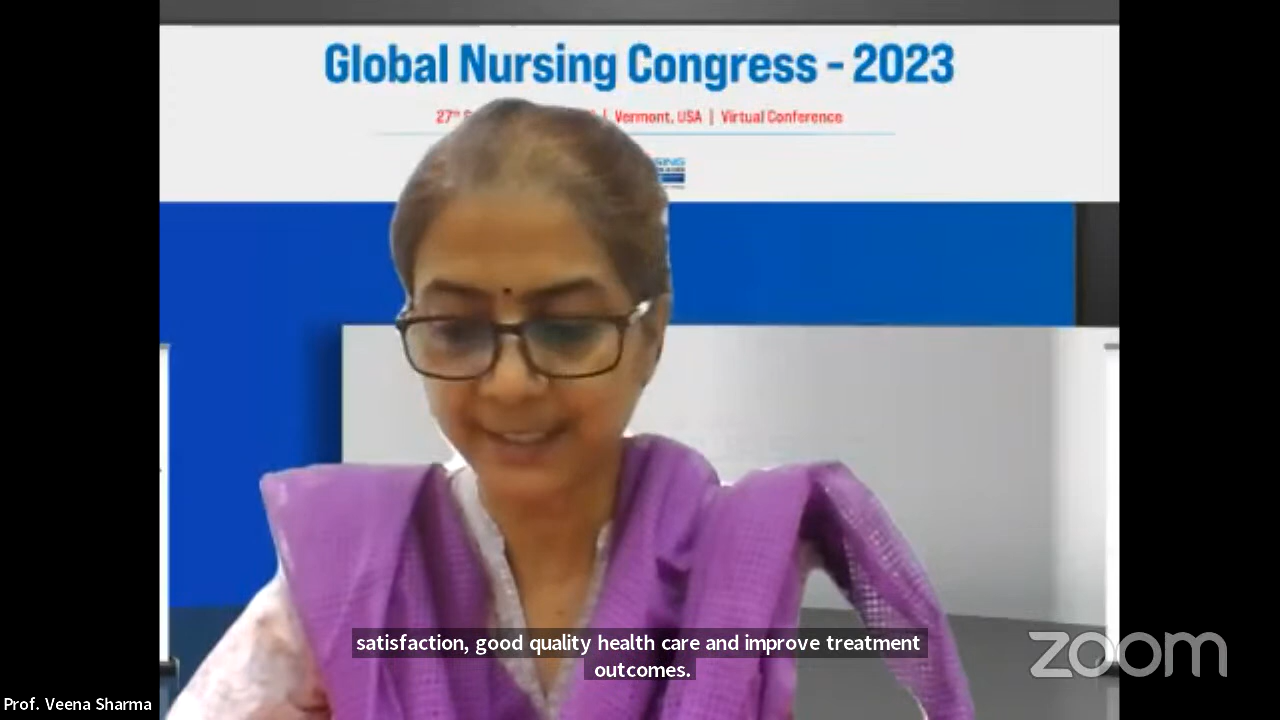 Global Nursing Congress - 2023
27th | Vermont, USA | Virtual Conference
satisfaction, good quality health care and improve treatment
outcomes.
zoom
Prof. Veena Sharma